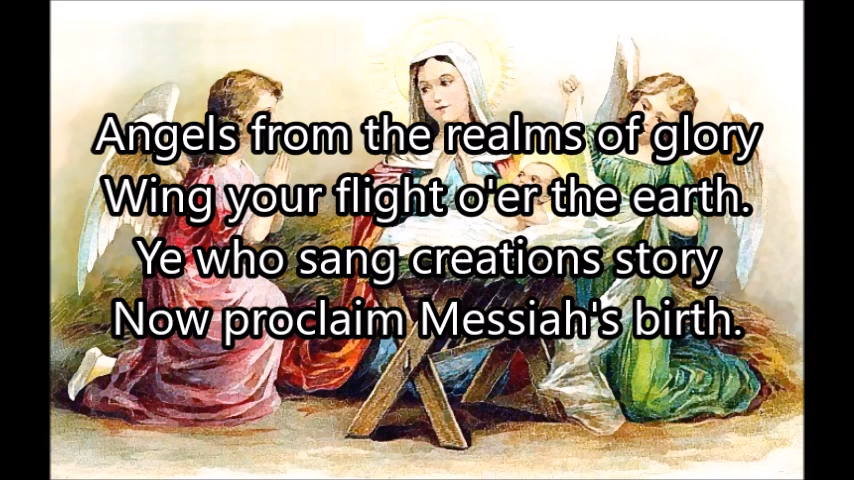 Angels from the realms of glory
Wing your flight o'er the earth.
Ye who sang creations story
Now proclaim Messiah's birth.